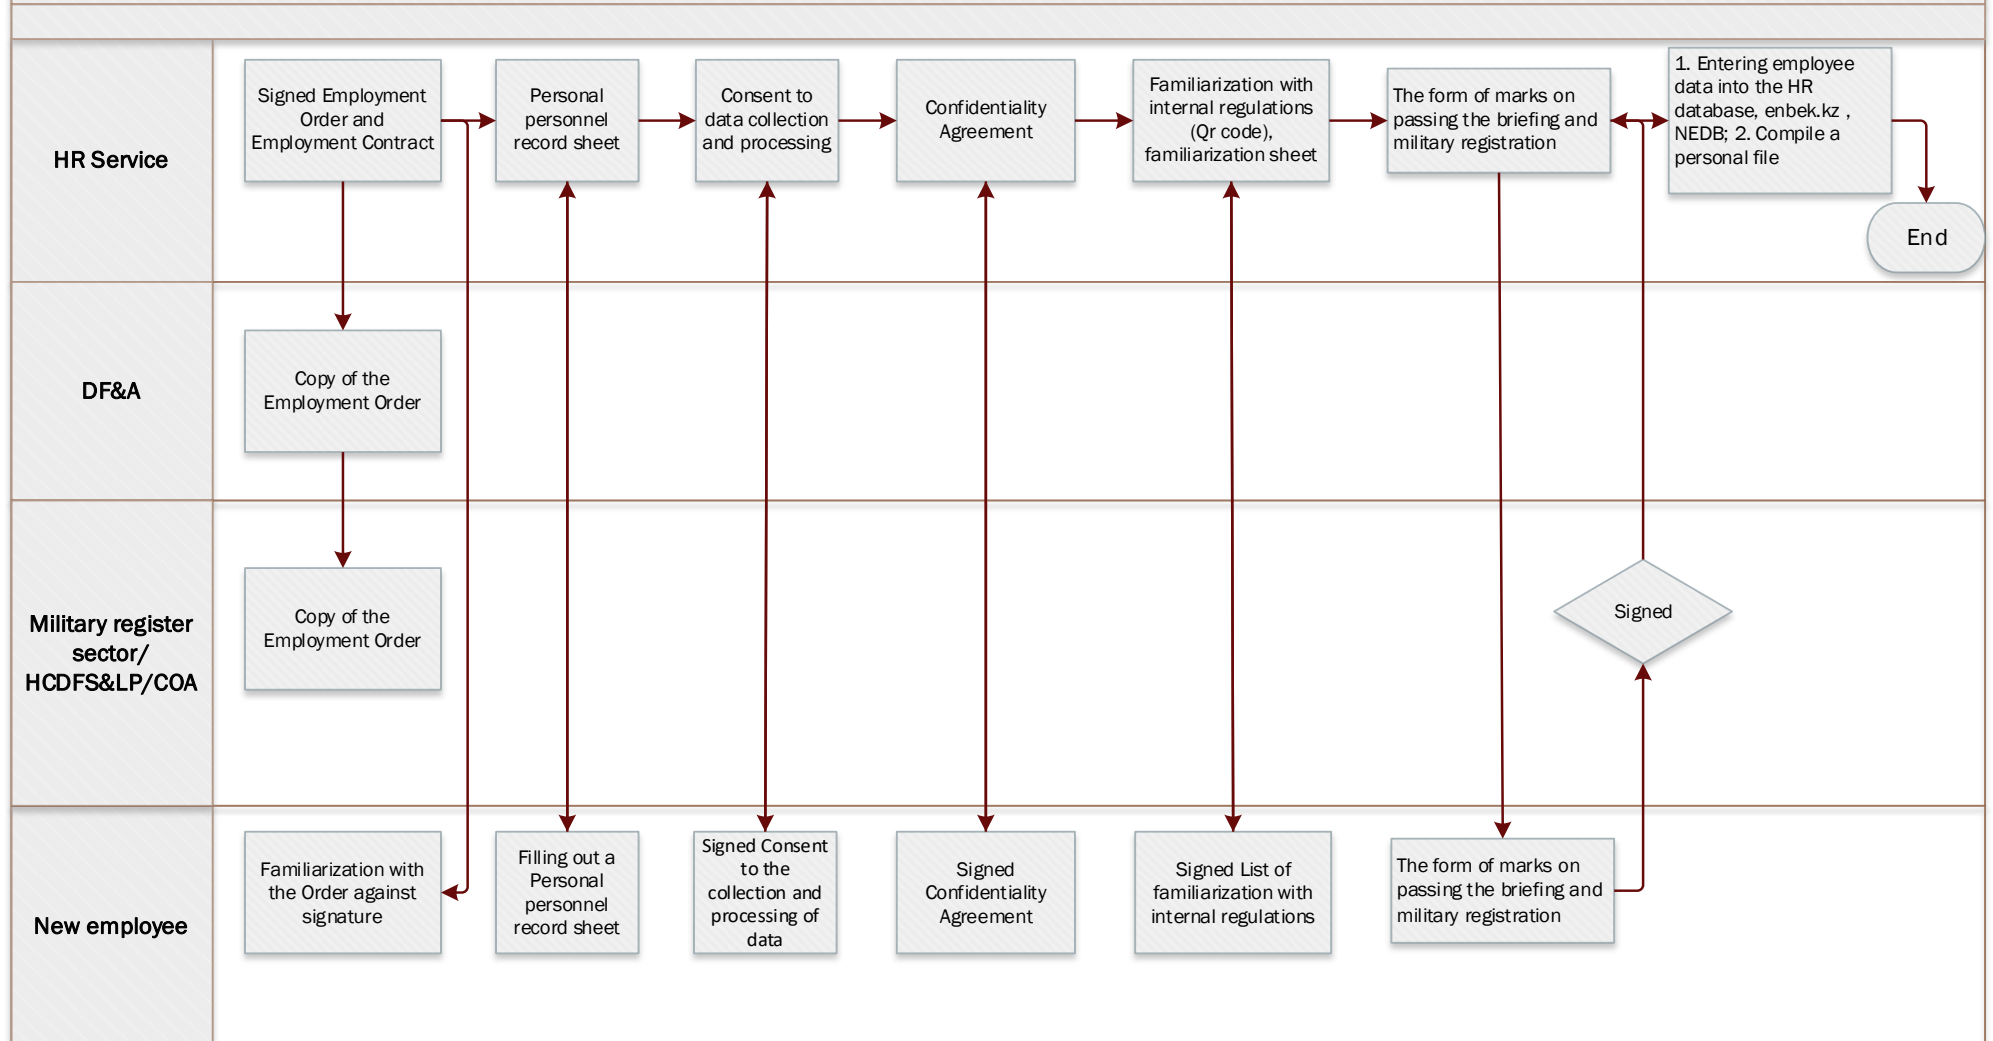 HR Service
Signed Employment
Order and
Employment Contract
Personal
personnel
record sheet
Consent to
data collection
and processing
Confidentiality
Agreement
Familiarization with
internal regulations
(Qr code),
familiarization sheet
The form of marks on
passing the briefing and
military registration
1. Entering employee
data into the HR
database, enbek.kz ,
NEDB; 2. Compile a
personal file
End
DF&A
Copy of the
Employment Order
Military register
sector/
HCDFS&LP/COA
Copy of the
Employment Order
Signed
New employee
Familiarization with
the Order against
signature
Filling out a
Personal
personnel
record sheet
Signed Consent
to the
collection and
processing of
data
Signed
Confidentiality
Agreement
Signed List of
familiarization with
internal regulations
The form of marks on
passing the briefing and
military registration